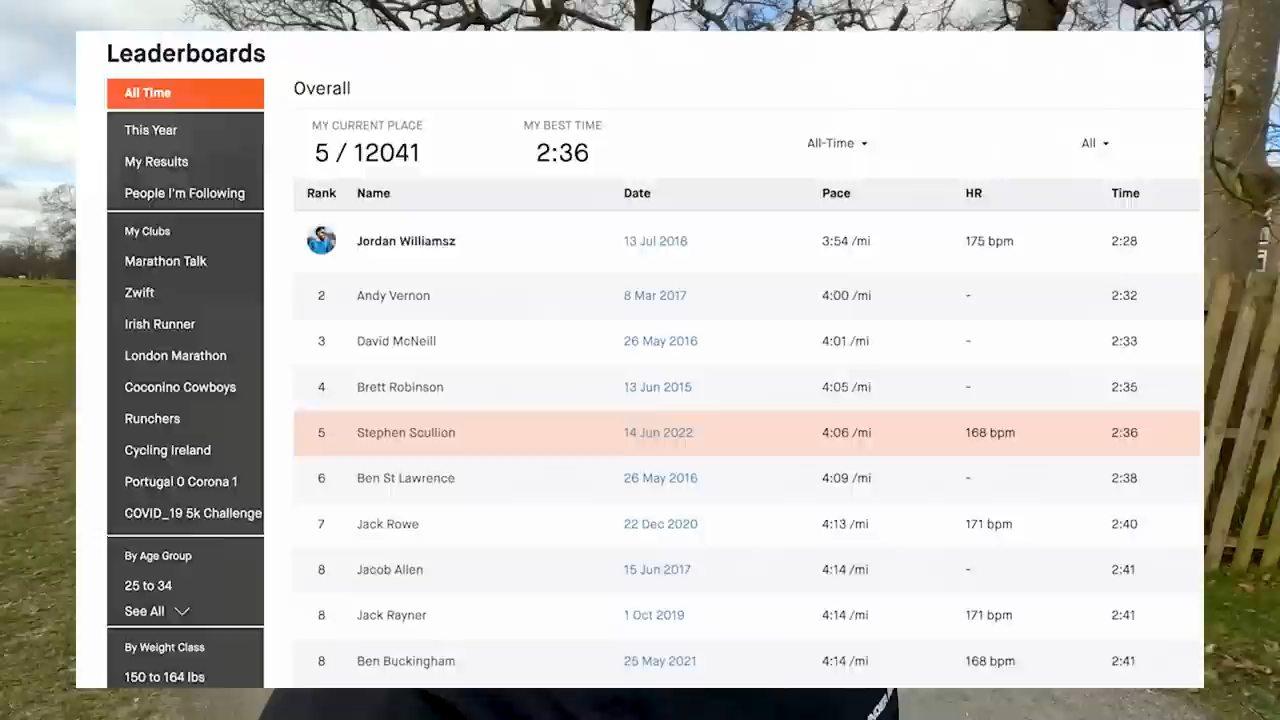 Leaderboards
All Time
This Year
My Results
People I'm Following
My Clubs
Marathon Talk
Zwift
Irish Runner
London Marathon
Coconino Cowboys
Runchers
Cycling Ireland
Portugal 0 Corona 1
COVID_19 5k Challenge
By Age Group
25 to 34
See All
By Weight Class
150 to 164 lbs
Overall
MY CURRENT PLACE
5 / 12041
MY BEST TIME
2:36
All-Time
All
Rank Name Date Pace HR Time
Jordan Williamsz 13 Jul 2018 3:54 /mi 175 bpm 2:28
2 Andy Vernon 8 Mar 2017 4:00 /mi - 2:32
3 David McNeill 26 May 2016 4:01 /mi - 2:33
4 Brett Robinson 13 Jun 2015 4:05 /mi - 2:35
5 Stephen Scullion 14 Jun 2022 4:06 /mi 168 bpm 2:36
6 Ben St Lawrence 26 May 2016 4:09 /mi - 2:38
7 Jack Rowe 22 Dec 2020 4:13 /mi 171 bpm 2:40
8 Jacob Allen 15 Jun 2017 4:14 /mi - 2:41
8 Jack Rayner 1 Oct 2019 4:14 /mi 171 bpm 2:41
8 Ben Buckingham 25 May 2021 4:14 /mi 168 bpm 2:41